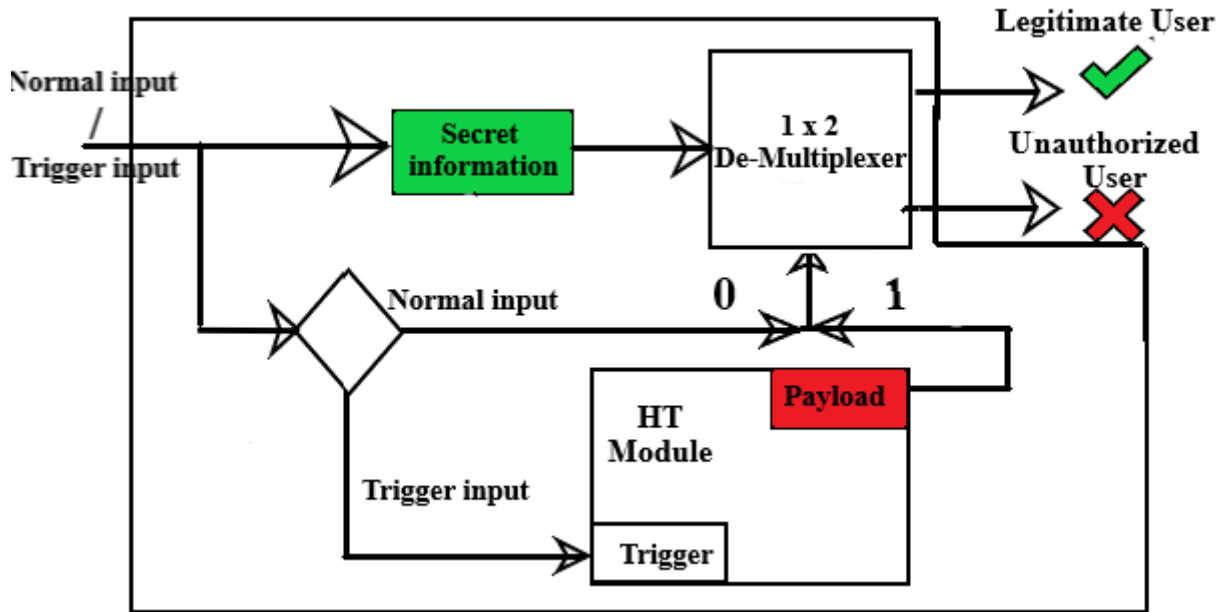 Legitimate User
Normal input
/
Trigger input
Secret
information
1 x 2
De-Multiplexer
Unauthorized
User
Normal input
0
1
Payload
HT
Module
Trigger input
Trigger